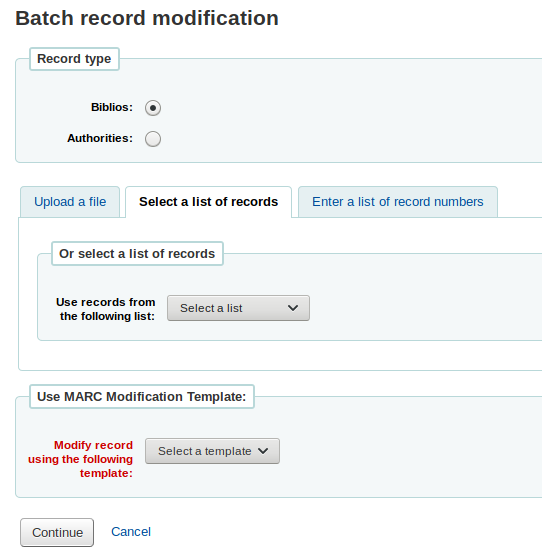 Batch record modification
Record type
Biblios:
Authorities:
Upload a file
Select a list of records
Enter a list of record numbers
Or select a list of records
Use records from
the following list:
Select a list
Use MARC Modification Template:
Modify record
using the following
template:
Select a template
Continue
Cancel